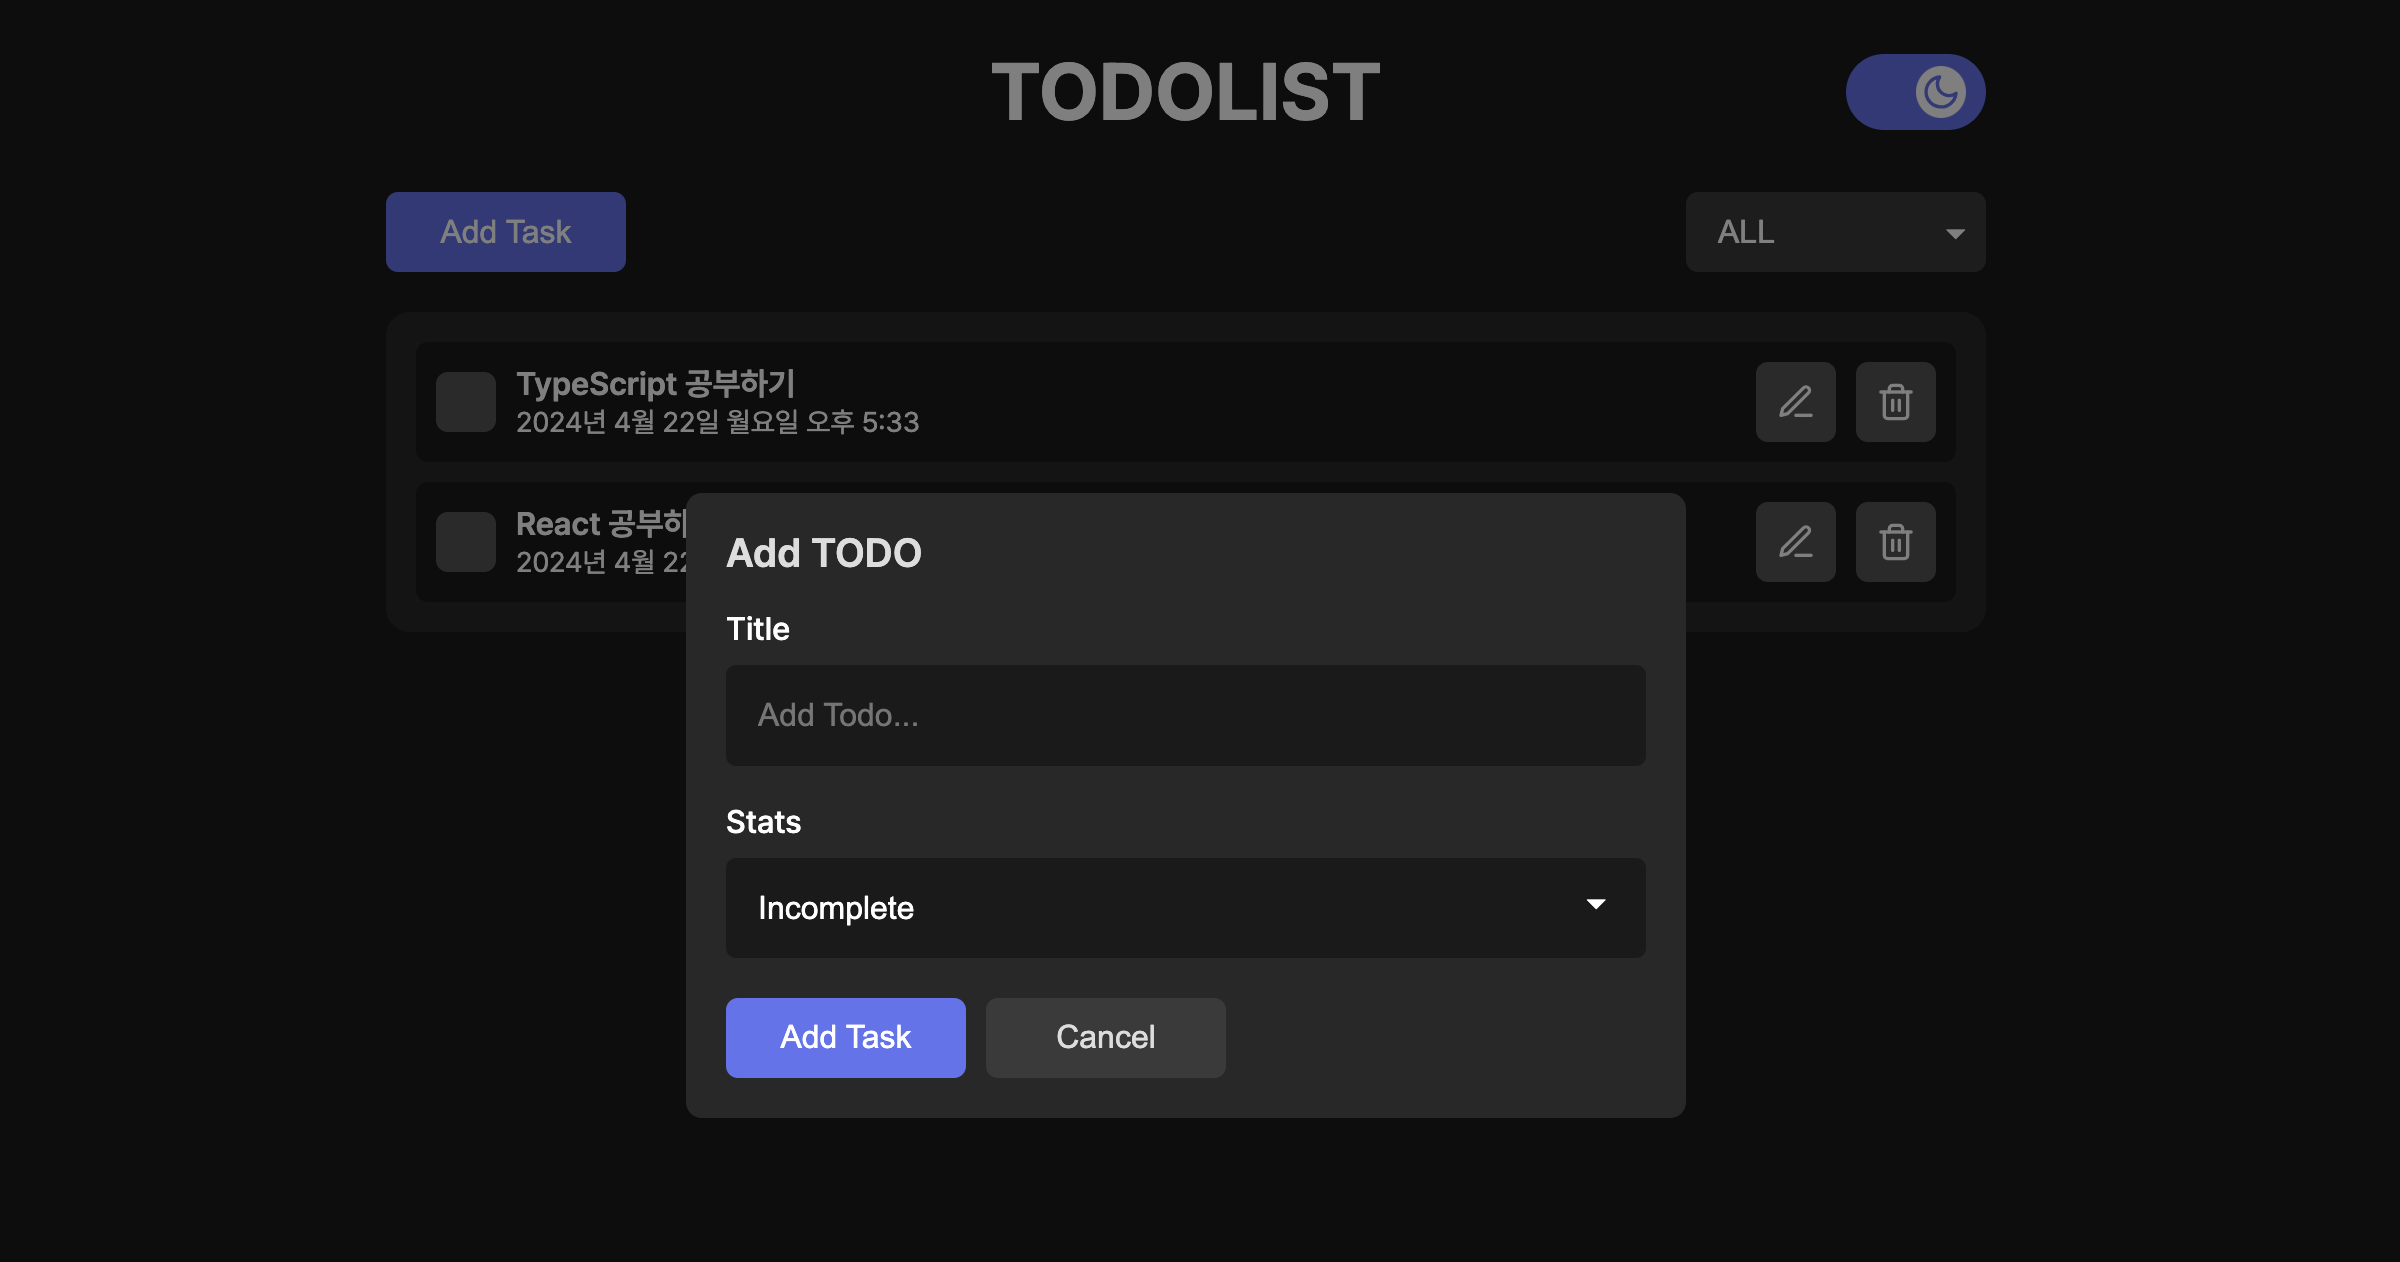 TODOLIST
Add Task
ALL
TypeScript 공부하기
2024년 4월 22일 월요일 오후 5:33
React 공부하
2024년 4월 22
Add TODO
Title
Add Todo...
Stats
Incomplete
Add Task
Cancel